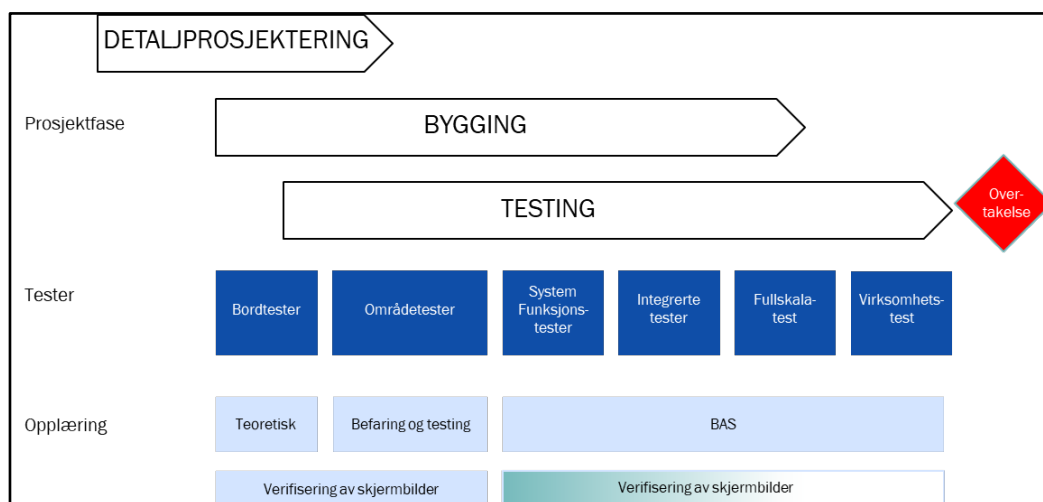 DETALJPROSJEKTERING
Prosjektfase
BYGGING
TESTING
Over-
takelse
Tester
Bordtester
Områdetester
System
Funksjons-
tester
Integrerte
tester
Fullskala-
test
Virksomhets-
test
Opplæring
Teoretisk
Befaring og testing
BAS
Verifisering av skjermbilder
Verifisering av skjermbilder